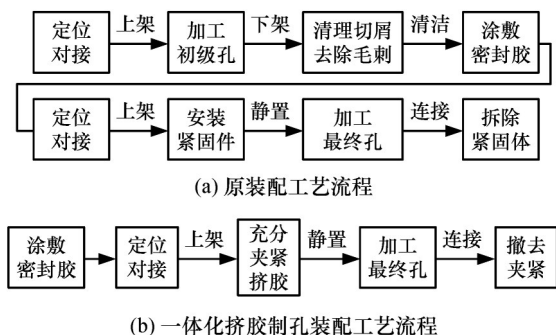 定位
对接
上架
加工
初级孔
下架
清理切屑
去除毛刺
清洁
涂敷
密封胶
定位
对接
上架
安装
紧固件
静置
加工
最终孔
连接
拆除
紧固体
(a) 原装配工艺流程
涂敷
密封胶
定位
对接
上架
充分
夹紧
挤胶
静置
加工
最终孔
连接
撤去
夹紧
(b) 一体化挤胶制孔装配工艺流程